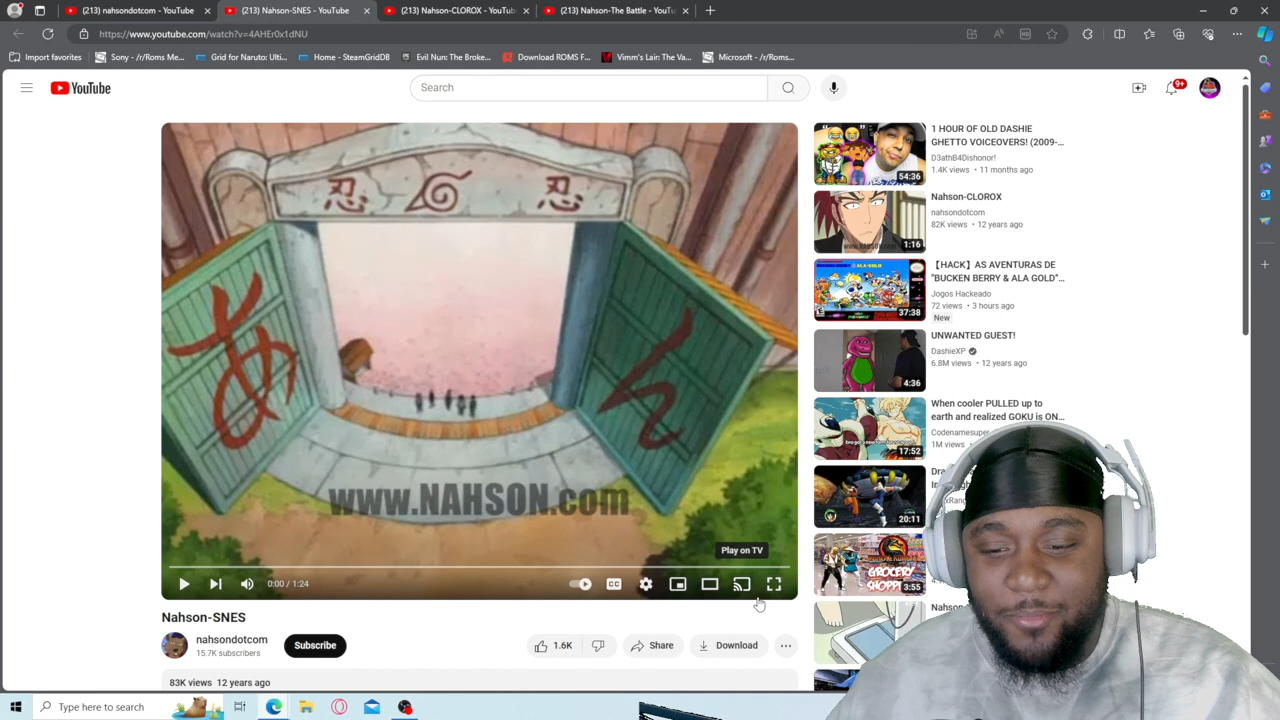 (213) nahsondotcom - YouTube
(213) Nahson-SNES - YouTube
(213) Nahson-CLOROX - YouTub
(213) Nahson-The Battle - YouTu
https://www.youtube.com/watch?v=4AHEr0x1dNU
Import favorites
Sony - /r/Roms Me...
Grid for Naruto: Ulti...
Home - SteamGridDB
Evil Nun: The Broke...
Download ROMS F...
Vimm's Lair: The Va...
Microsoft - /r/Roms...
YouTube
Search
9+
忍
忍
あ
ん
www.NAHSON.com
Play on TV
0:00 / 1:24
CC
Nahson-SNES
nahsondotcom
15.7K subscribers
Subscribe
1.6K
Share
Download
83K views 12 years ago
54:36
1 HOUR OF OLD DASHIE
GHETTO VOICEOVERS! (2009-...
D3athB4Dishonor!
1.4K views • 11 months ago
1:16
Nahson-CLOROX
nahsondotcom
82K views • 12 years ago
37:38
【HACK】AS AVENTURAS DE
"BUCKEN BERRY & ALA GOLD"...
Jogos Hackeado
72 views • 3 hours ago
New
4:36
UNWANTED GUEST!
DashieXP
6.8M views • 12 years ago
17:52
When cooler PULLED up to
earth and realized GOKU is ON...
Codenamesuper
1M views
20:11
GROCERY
3:55
Type here to search